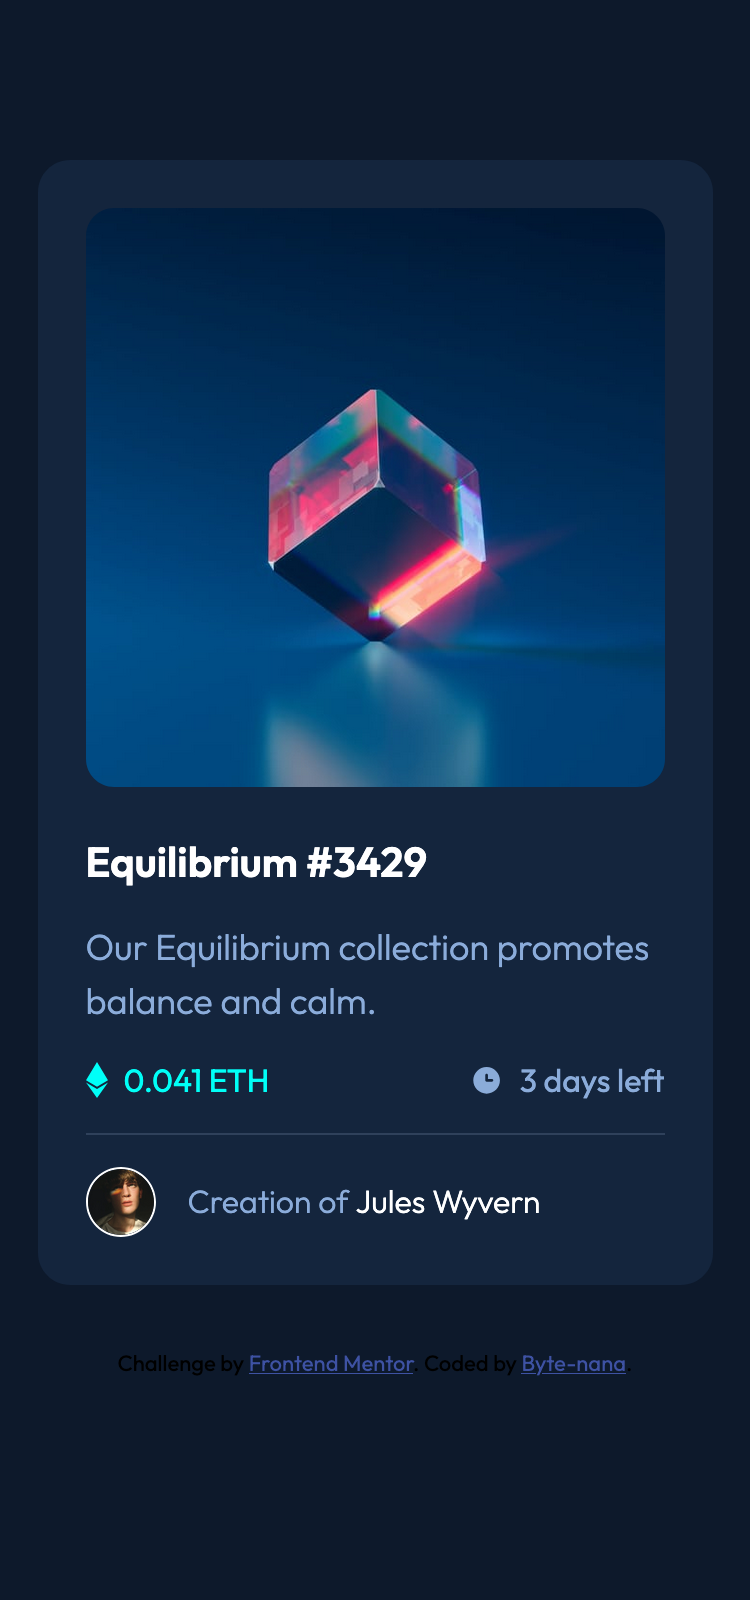 Equilibrium #3429
Our Equilibrium collection promotes
balance and calm.
0.041 ETH
3 days left
Creation of Jules Wyvern
Challenge by Frontend Mentor. Coded by Byte-nana.